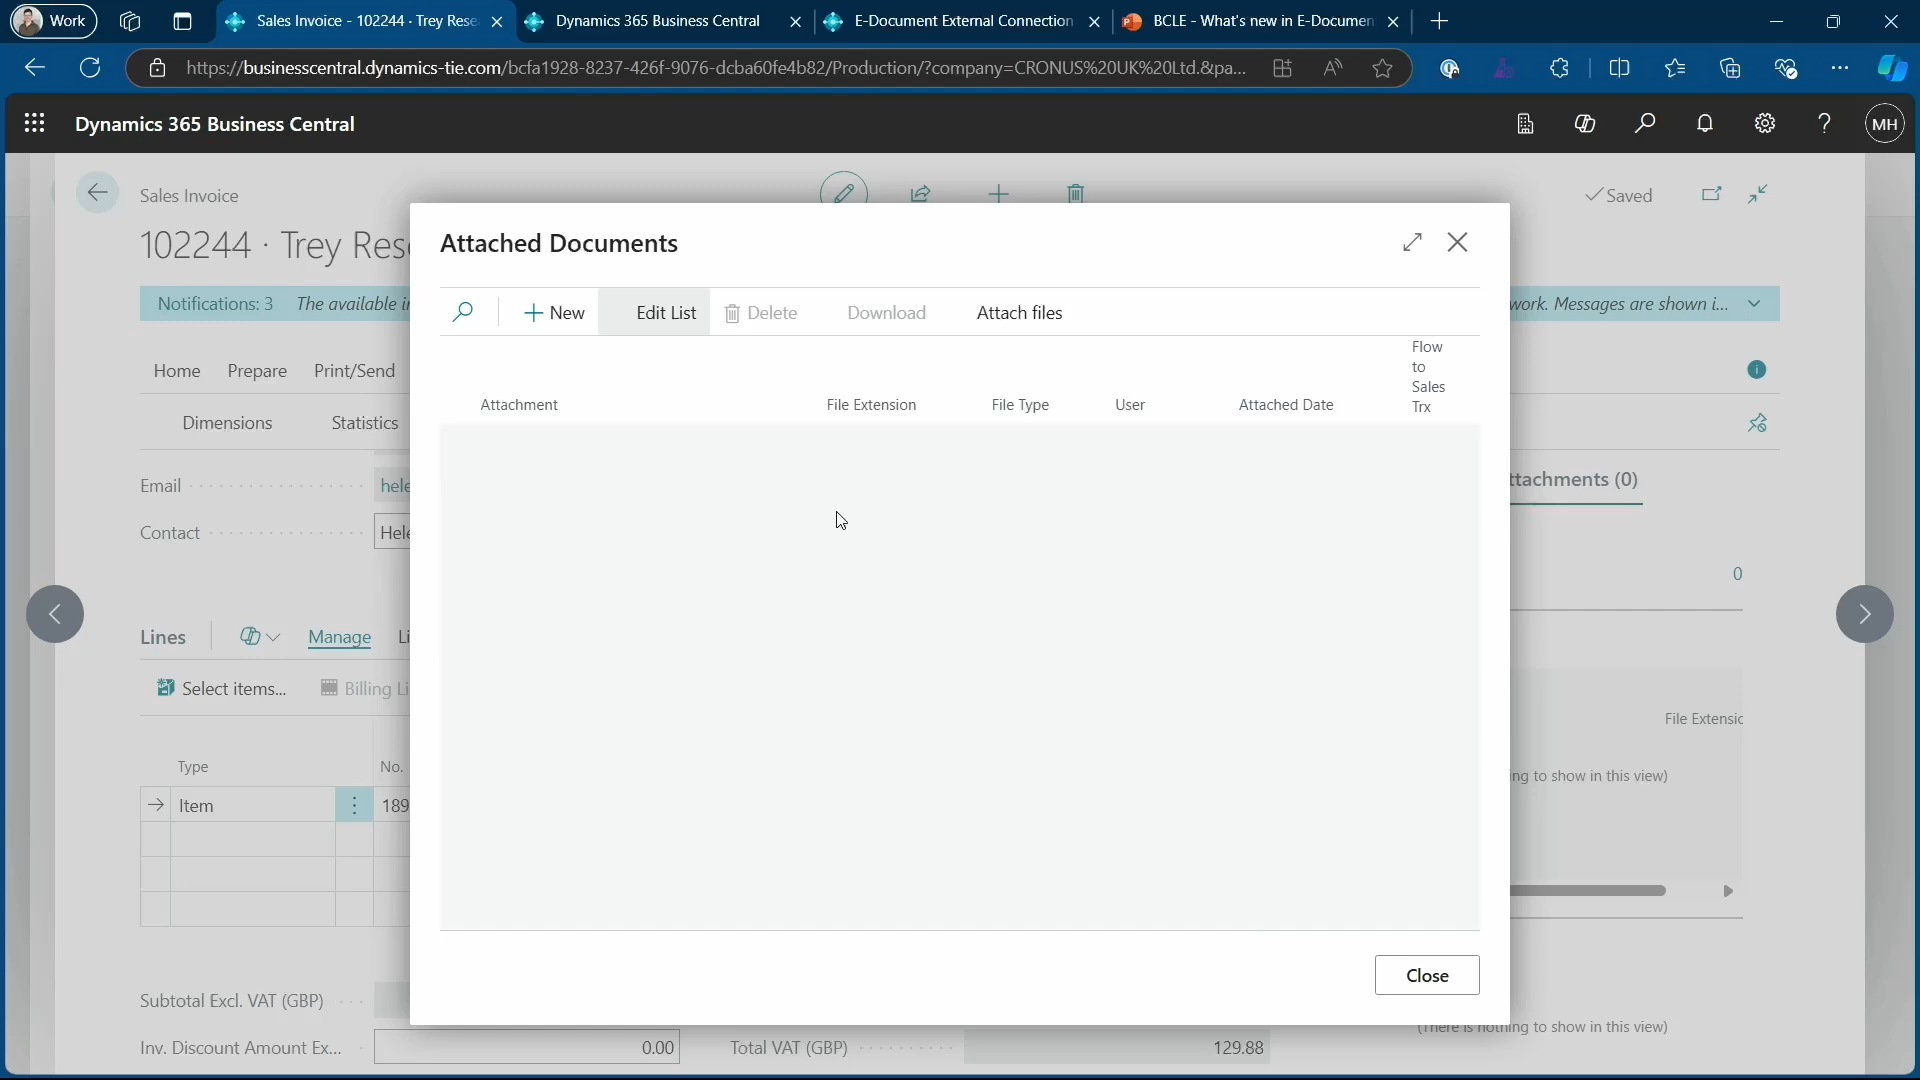 Work
Sales Invoice - 102244 · Trey Rese
Dynamics 365 Business Central
E-Document External Connection
BCLE - What's new in E-Documen
https://businesscentral.dynamics-tie.com/bcfa1928-8237-426f-9076-dcba60fe4b82/Production/?company=CRONUS%20UK%20Ltd.&pa...
Dynamics 365 Business Central
MH
Sales Invoice
Saved
102244 · Trey Res
Notifications: 3 The available i
work. Messages are shown i...
Home Prepare Print/Send
Dimensions Statistics
ttachments (0)
Email hele
Contact Hele
0
Lines Manage Li
Select items... Billing Li
File Extensic
Type No.
ing to show in this view)
Item 189
Subtotal Excl. VAT (GBP)
(There is nothing to show in this view)
Inv. Discount Amount Ex... 0.00 Total VAT (GBP) 129.88
Attached Documents
New Edit List Delete Download Attach files
Attachment File Extension File Type User Attached Date Flow
to
Sales
Trx
Close